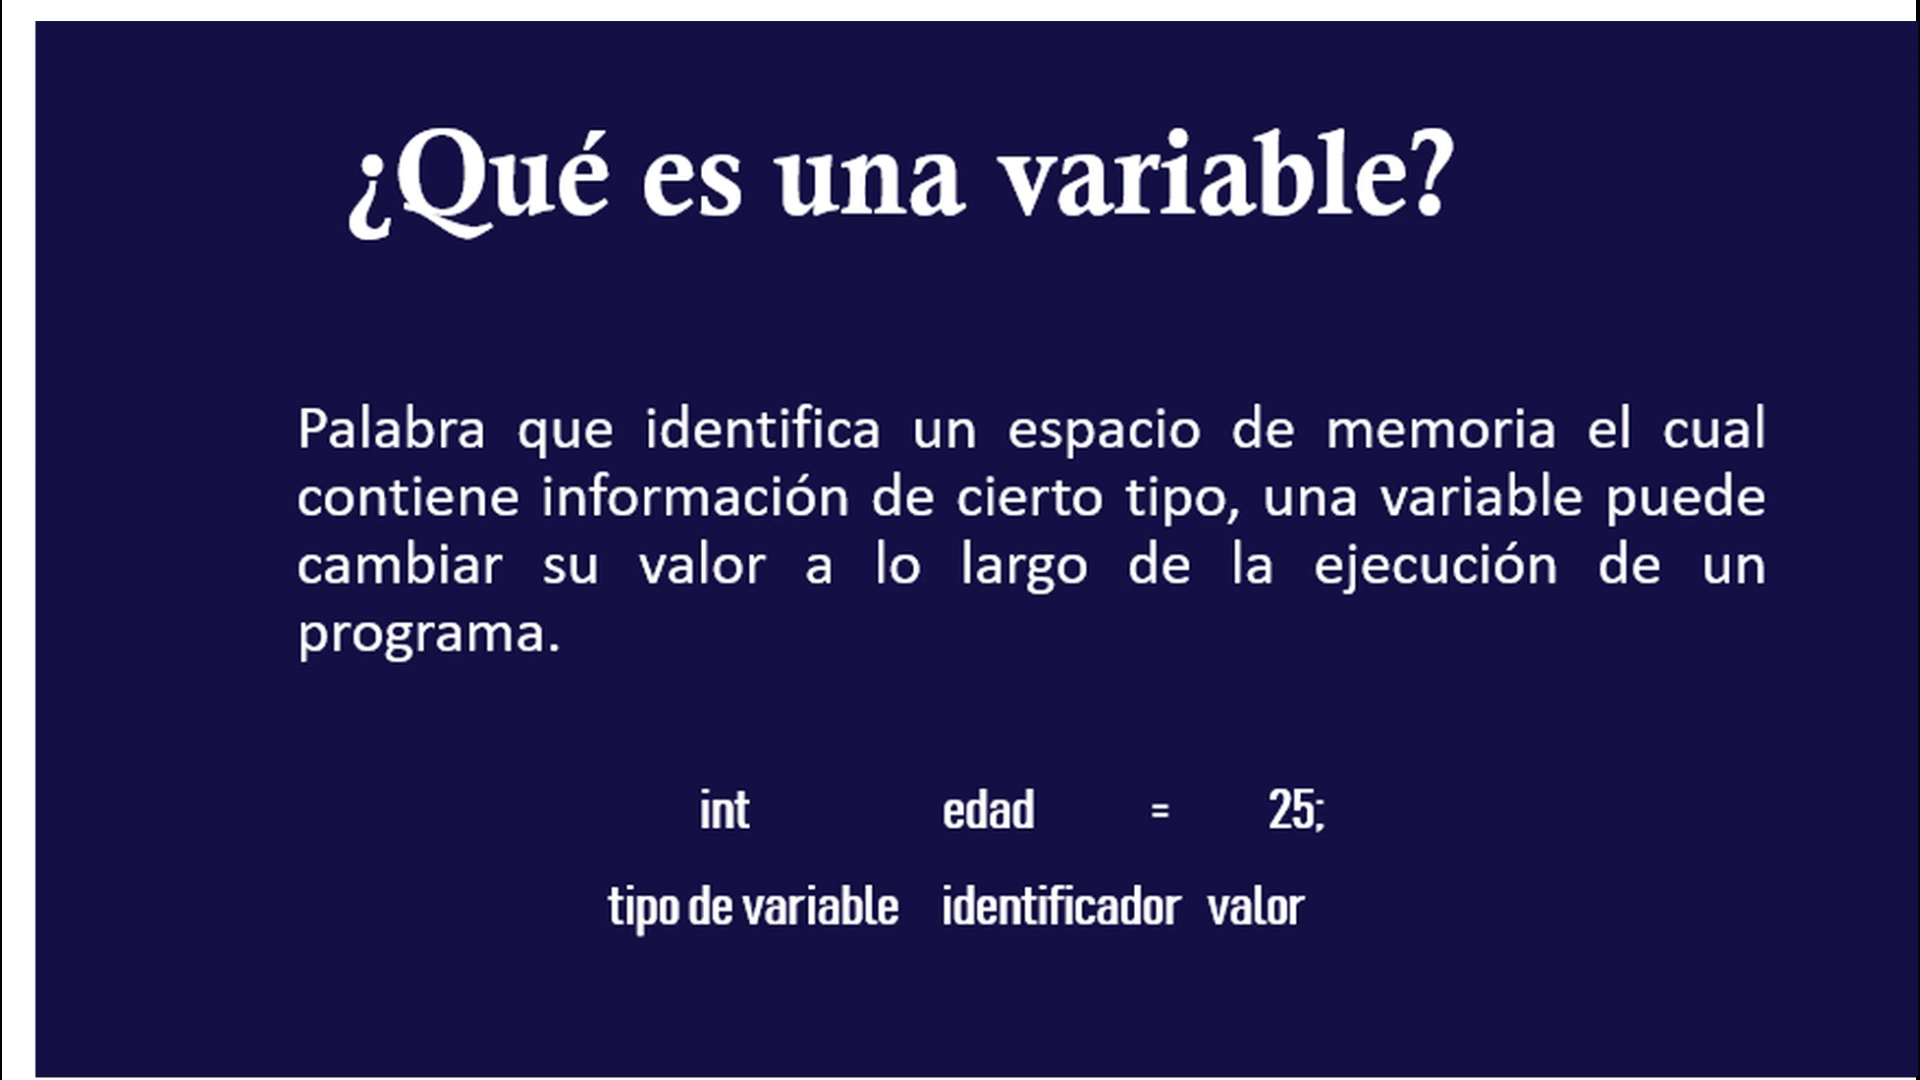 ¿Qué es una variable?
Palabra que identifica un espacio de memoria el cual
contiene información de cierto tipo, una variable puede
cambiar su valor a lo largo de la ejecución de un
programa.
int edad = 25;
tipo de variable identificador valor